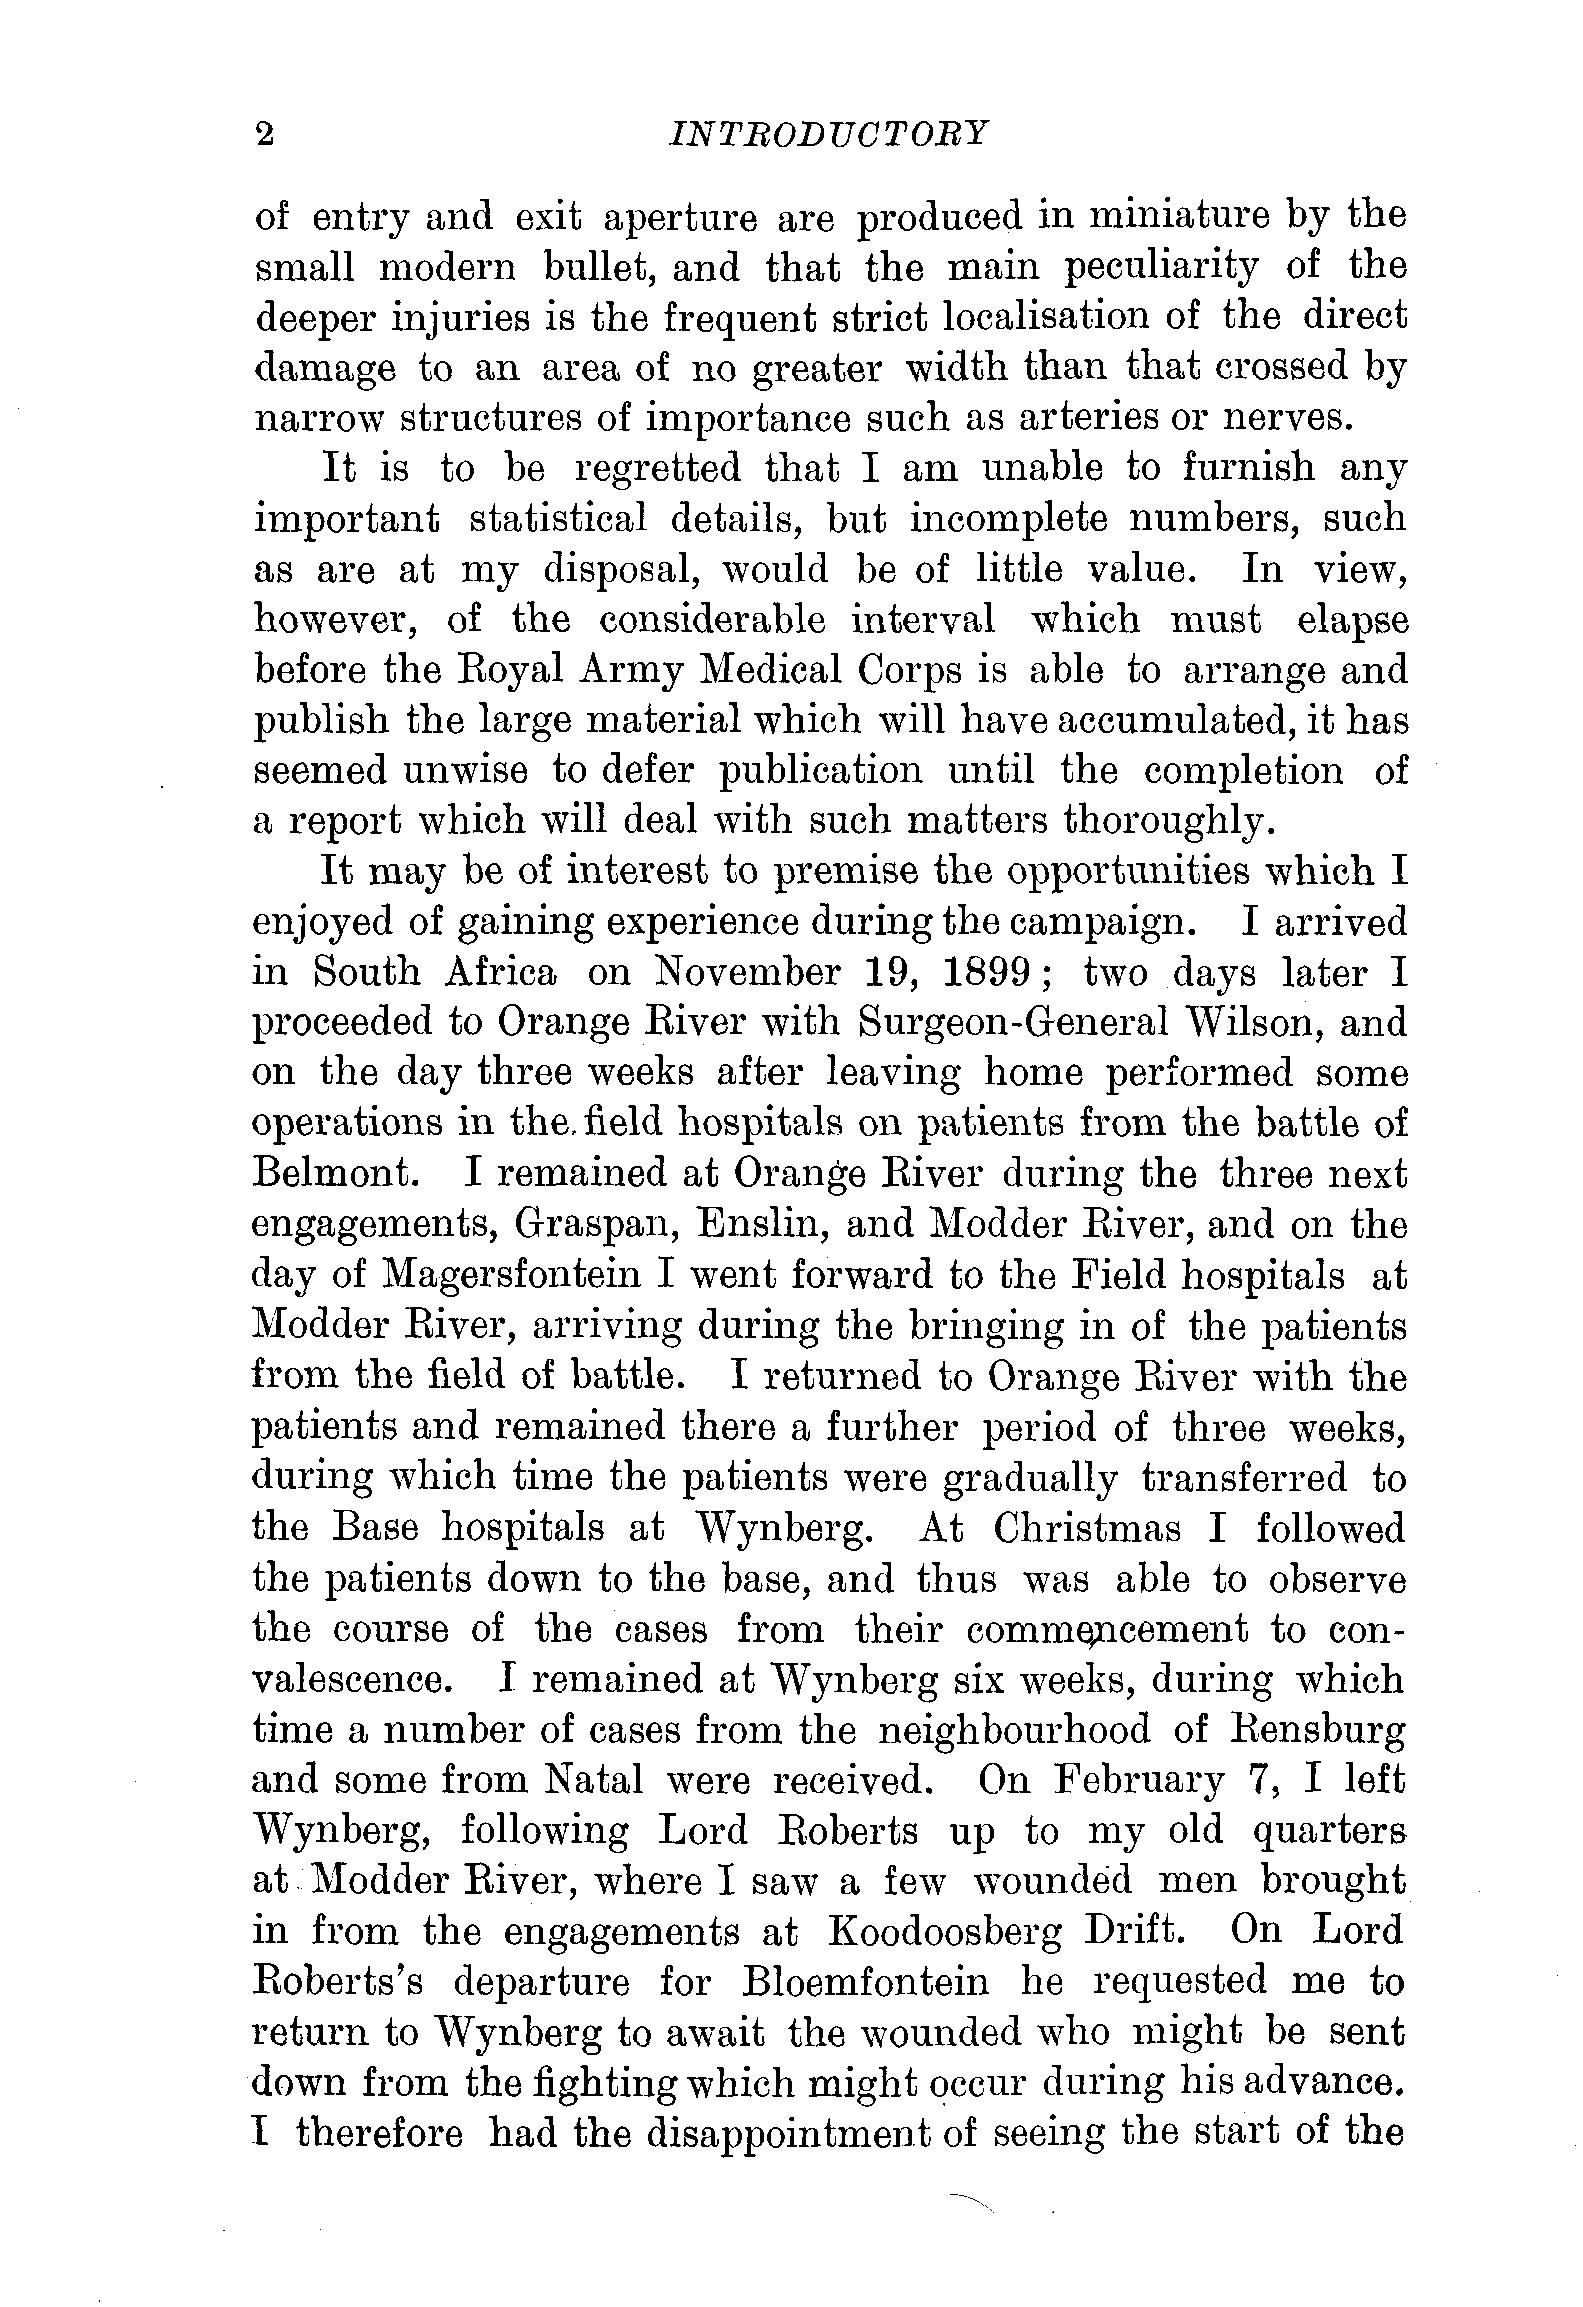 2 INTRODUCTORY
of entry and exit aperture are produced in miniature by the
small modern bullet, and that the main peculiarity of the
deeper injuries is the frequent strict localisation of the direct
damage to an area of no greater width than that crossed by
narrow structures of importance such as arteries or nerves.
It is to be regretted that I am unable to furnish any
important statistical details, but incomplete numbers, such
as are at my disposal, would be of little value. In view,
however, of the considerable interval which must elapse
before the Royal Army Medical Corps is able to arrange and
publish the large material which will have accumulated, it has
seemed unwise to defer publication until the completion of
a report which will deal with such matters thoroughly.
It may be of interest to premise the opportunities which I
enjoyed of gaining experience during the campaign. I arrived
in South Africa on November 19, 1899; two days later I
proceeded to Orange River with Surgeon-General Wilson, and
on the day three weeks after leaving home performed some
operations in the field hospitals on patients from the battle of
Belmont. I remained at Orange River during the three next
engagements, Graspan, Enslin, and Modder River, and on the
day of Magersfontein I went forward to the Field hospitals at
Modder River, arriving during the bringing in of the patients
from the field of battle. I returned to Orange River with the
patients and remained there a further period of three weeks,
during which time the patients were gradually transferred to
the Base hospitals at Wynberg. At Christmas I followed
the patients down to the base, and thus was able to observe
the course of the cases from their commencement to con-
valescence. I remained at Wynberg six weeks, during which
time a number of cases from the neighbourhood of Rensburg
and some from Natal were received. On February 7, I left
Wynberg, following Lord Roberts up to my old quarters
at Modder River, where I saw a few wounded men brought
in from the engagements at Koodoosberg Drift. On Lord
Roberts's departure for Bloemfontein he requested me to
return to Wynberg to await the wounded who might be sent
down from the fighting which might occur during his advance.
I therefore had the disappointment of seeing the start of the